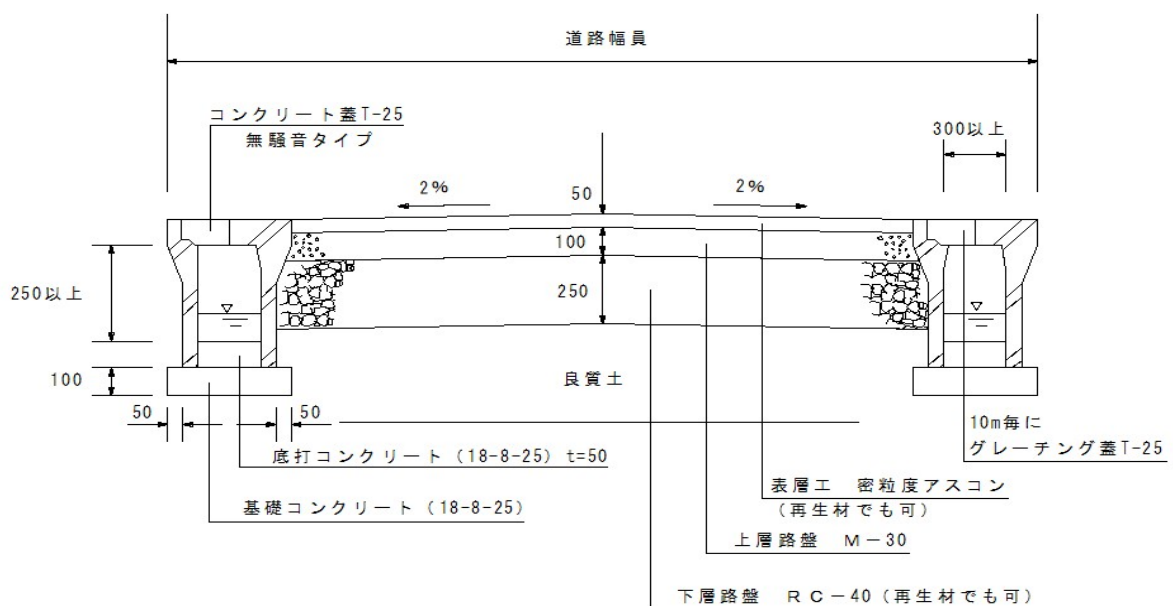 道路幅員
コンクリート蓋T-25
無騒音タイプ
300以上
2%
50
2%
100
250以上
250
100
良質土
50
50
10m毎に
グレーチング蓋T-25
底打コンクリート(18-8-25) t=50
表層工 密粒度アスコン
(再生材でも可)
基礎コンクリート(18-8-25)
上層路盤 M-30
下層路盤 RC-40(再生材でも可)